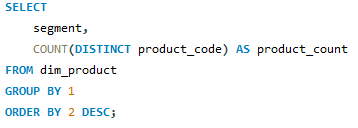 SELECT
    segment,
    COUNT(DISTINCT product_code) AS product_count
FROM dim_product
GROUP BY 1
ORDER BY 2 DESC;